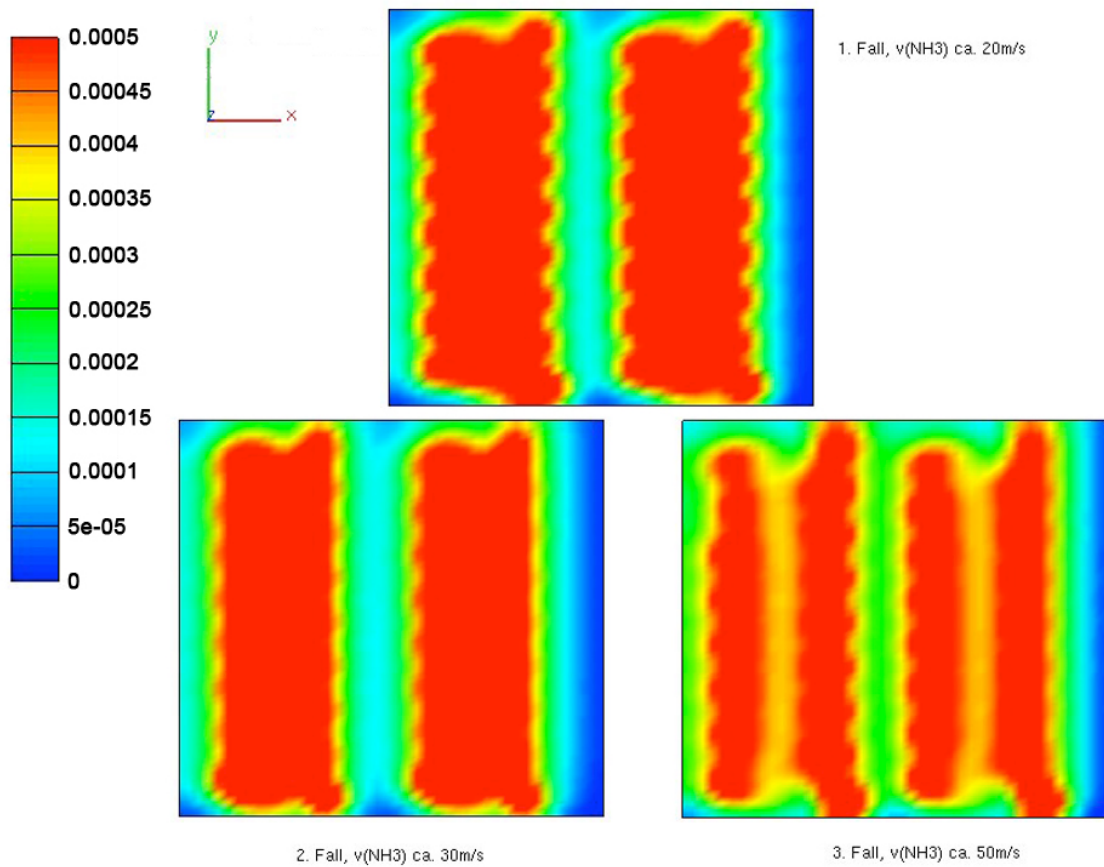 0.0005
0.00045
0.0004
0.00035
0.0003
0.00025
0.0002
0.00015
0.0001
5e-05
0
y
z
x
1. Fall, v(NH3) ca. 20m/s
2. Fall, v(NH3) ca. 30m/s
3. Fall, v(NH3) ca. 50m/s